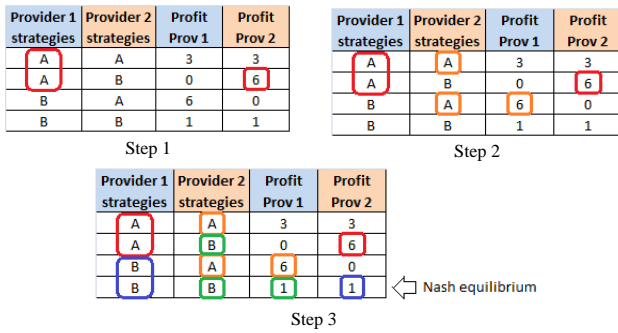 Provider 1 Provider 2 Profit Profit
strategies strategies Prov 1 Prov 2
A A 3 3
A B 0 6
B A 6 0
B B 1 1
Step 1
Provider 1 Provider 2 Profit Profit
strategies strategies Prov 1 Prov 2
A A 3 3
A B 0 6
B A 6 0
B B 1 1
Step 2
Provider 1 Provider 2 Profit Profit
strategies strategies Prov 1 Prov 2
A A 3 3
A B 0 6
B A 6 0
B B 1 1
Nash equilibrium
Step 3